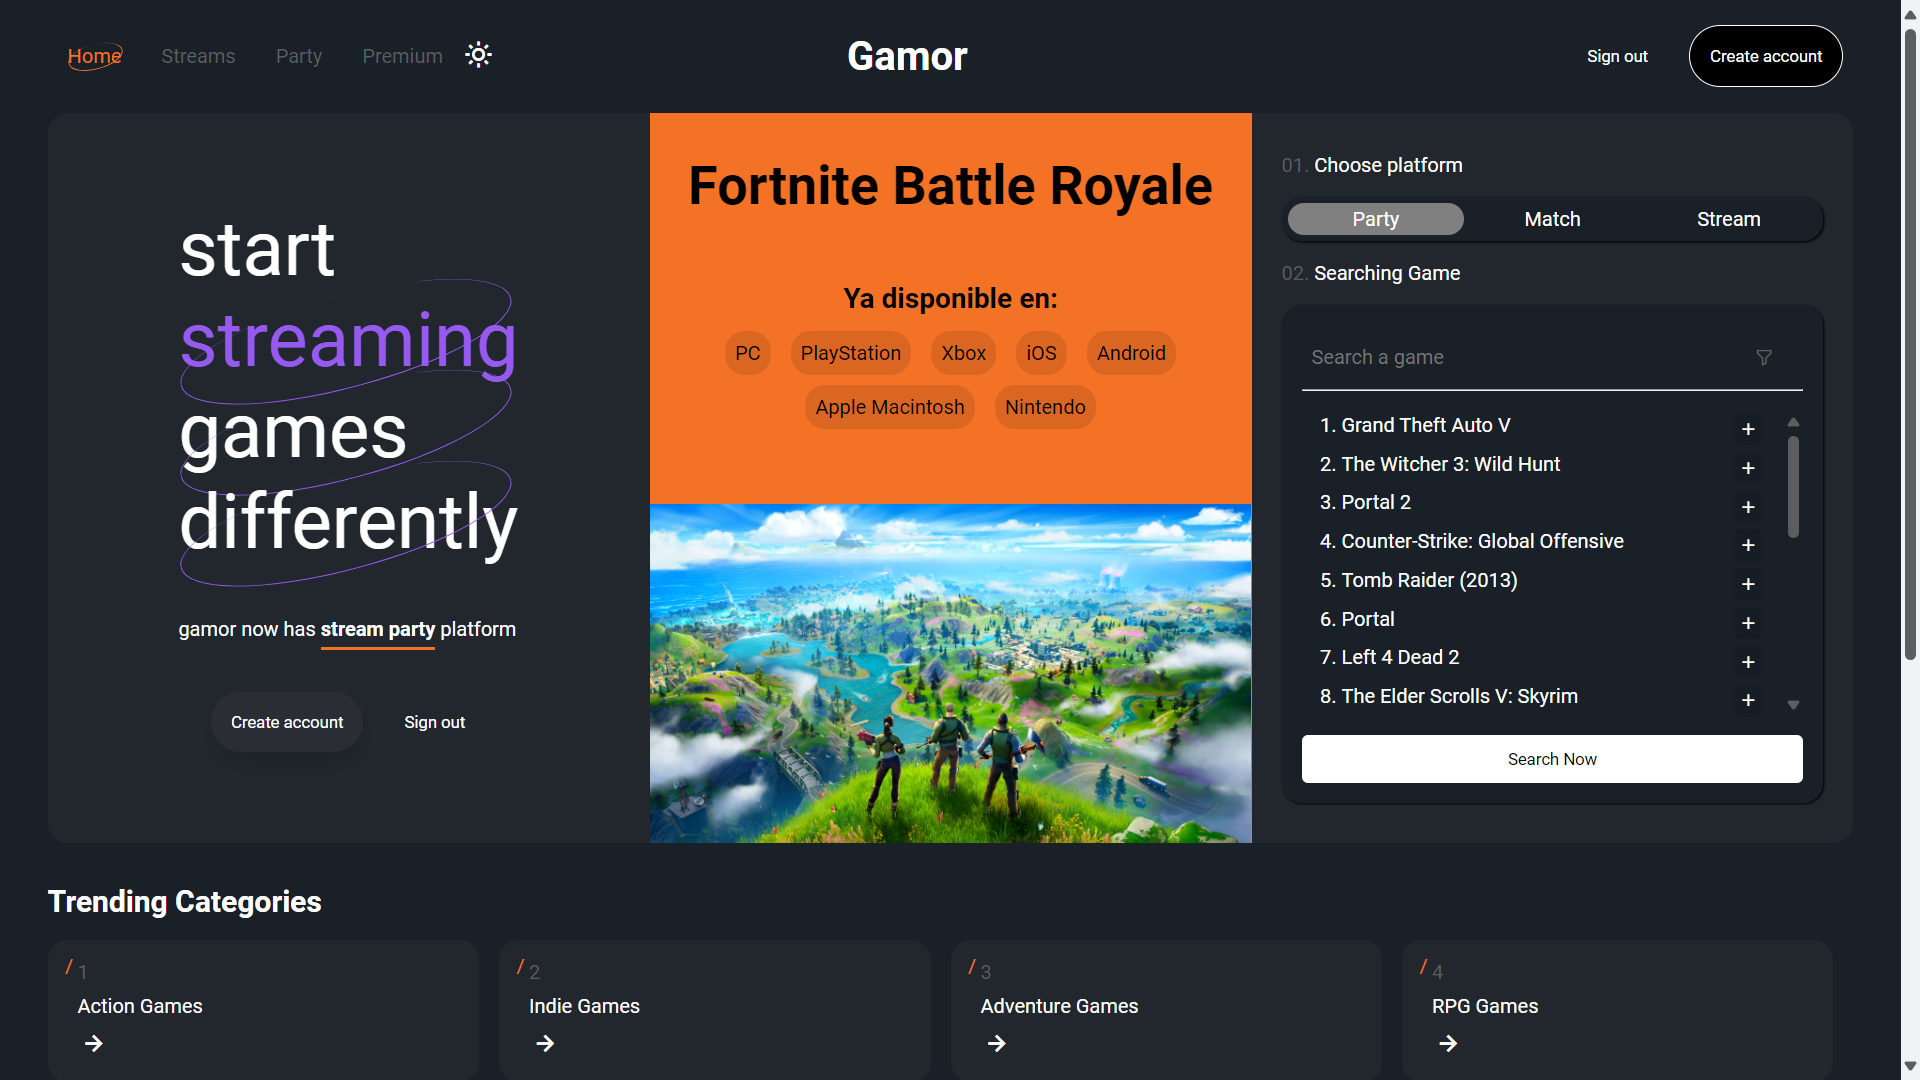 Home Streams Party Premium Gamor Sign out Create account
start
streaming
games
differently
gamor now has stream party platform
Create account Sign out
Fortnite Battle Royale
Ya disponible en:
PC PlayStation Xbox iOS Android
Apple Macintosh Nintendo
01. Choose platform
Party Match Stream
02. Searching Game
Search a game
1. Grand Theft Auto V +
2. The Witcher 3: Wild Hunt +
3. Portal 2 +
4. Counter-Strike: Global Offensive +
5. Tomb Raider (2013) +
6. Portal +
7. Left 4 Dead 2 +
8. The Elder Scrolls V: Skyrim +
Search Now
Trending Categories
/ 1
Action Games
→
/ 2
Indie Games
→
/ 3
Adventure Games
→
/ 4
RPG Games
→